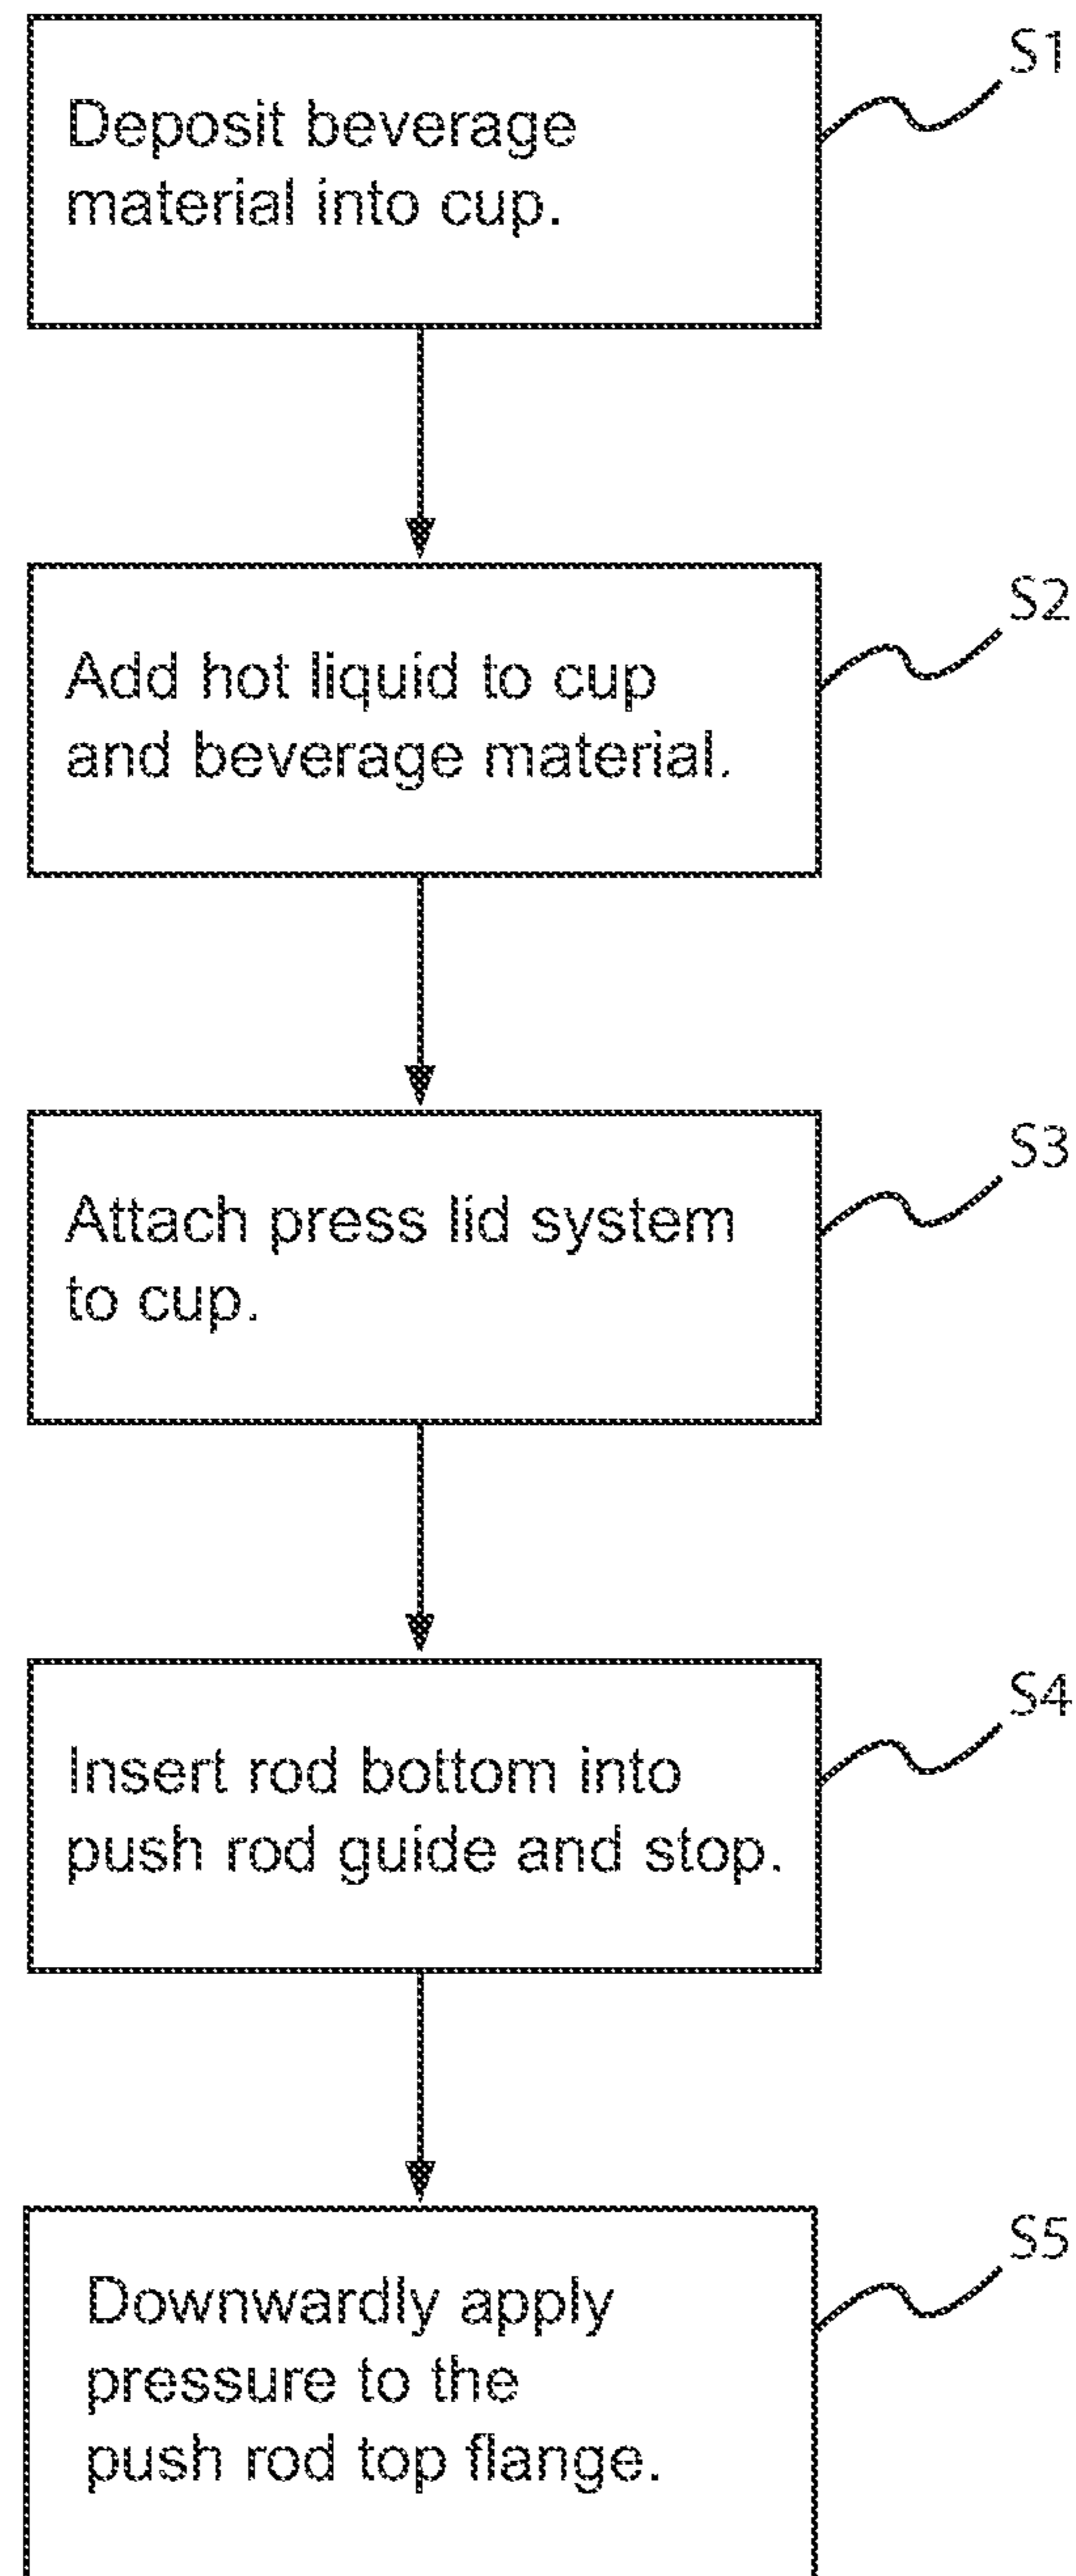 S1
Deposit beverage
material into cup.
S2
Add hot liquid to cup
and beverage material.
S3
Attach press lid system
to cup.
S4
Insert rod bottom into
push rod guide and stop.
S5
Downwardly apply
pressure to the
push rod top flange.